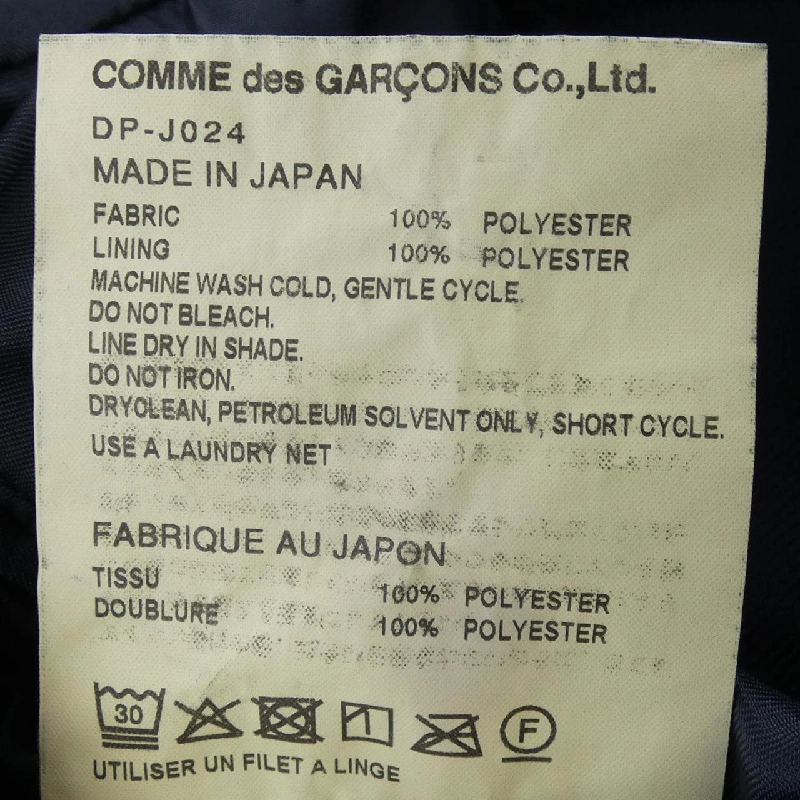 COMME des GARÇONS Co.,Ltd.
DP-J024
MADE IN JAPAN
FABRIC 100% POLYESTER
LINING 100% POLYESTER
MACHINE WASH COLD, GENTLE CYCLE.
DO NOT BLEACH.
LINE DRY IN SHADE.
DO NOT IRON.
DRYCLEAN, PETROLEUM SOLVENT ONLY, SHORT CYCLE.
USE A LAUNDRY NET
FABRIQUE AU JAPON
TISSU 100% POLYESTER
DOUBLURE 100% POLYESTER
30 F
UTILISER UN FILET A LINGE